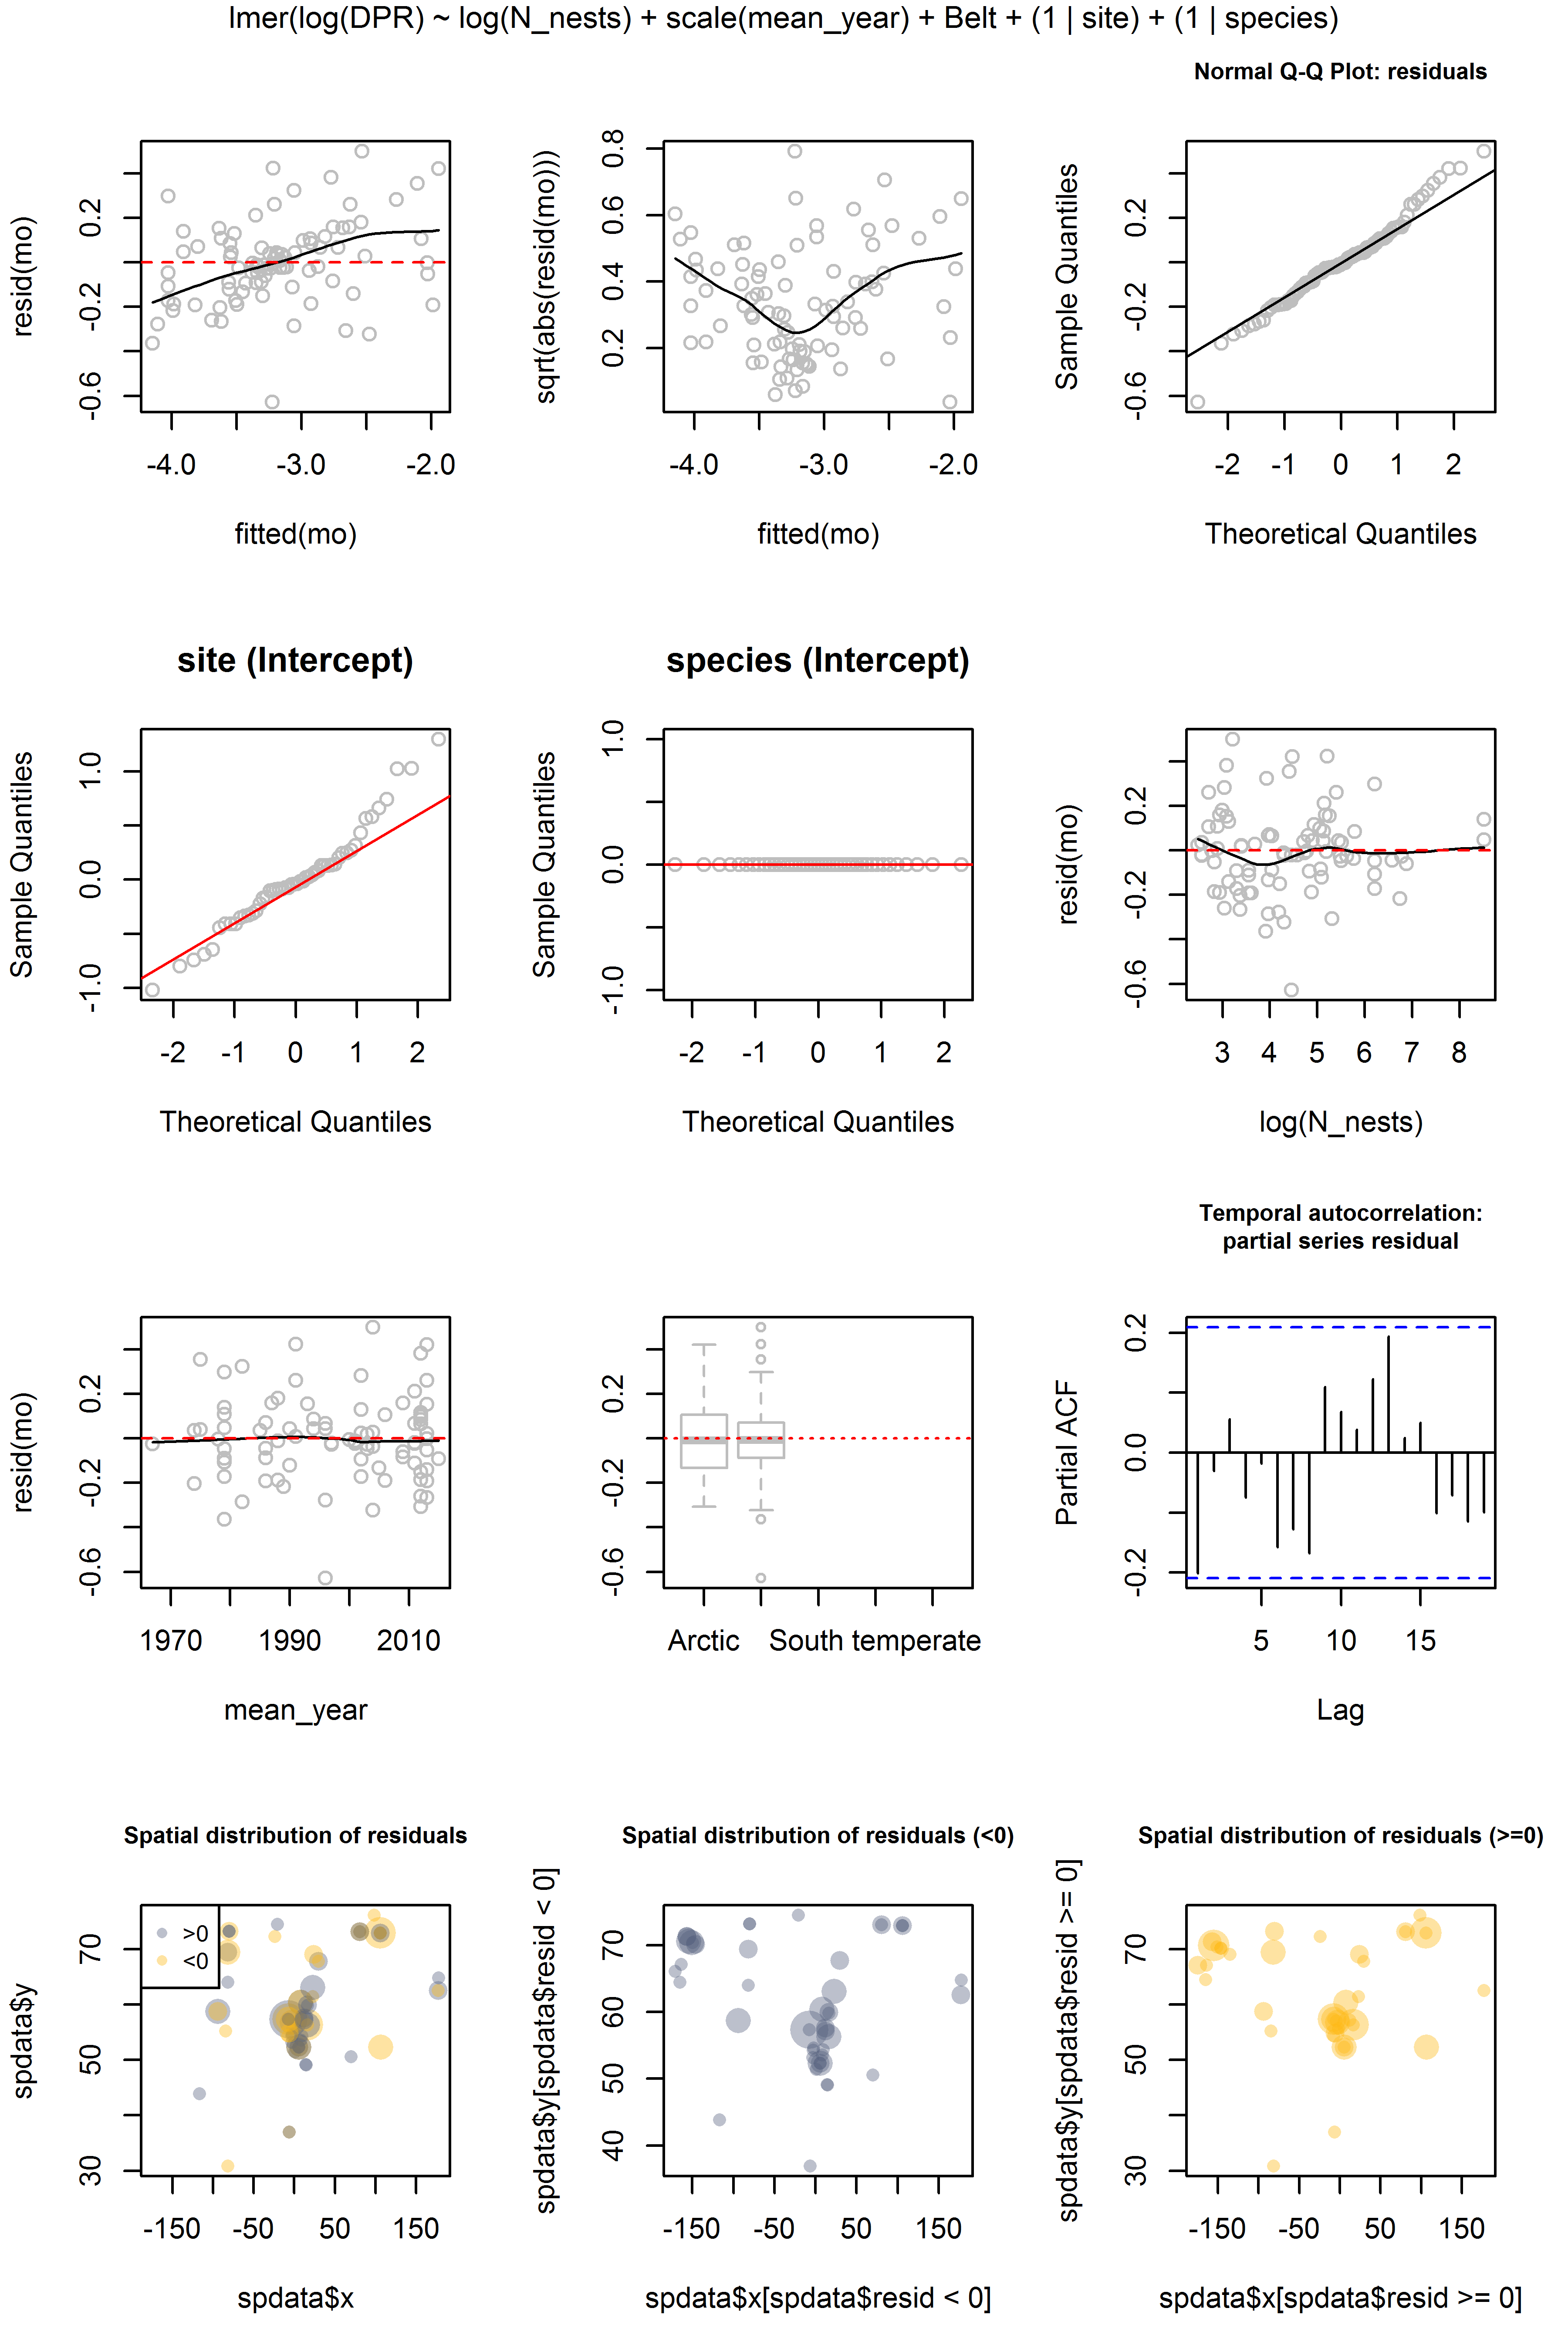 lmer(log(DPR) ~ log(N_nests) + scale(mean_year) + Belt + (1 | site) + (1 | species)
Normal Q-Q Plot: residuals
resid(mo)
0.2
-0.2
-0.6
-4.0 -3.0 -2.0
fitted(mo)
sqrt(abs(resid(mo)))
0.8
0.6
0.4
0.2
-4.0 -3.0 -2.0
fitted(mo)
Sample Quantiles
0.2
-0.2
-0.6
-2 -1 0 1 2
Theoretical Quantiles
site (Intercept)
Sample Quantiles
1.0
0.0
-1.0
-2 -1 0 1 2
Theoretical Quantiles
species (Intercept)
Sample Quantiles
1.0
0.0
-1.0
-2 -1 0 1 2
Theoretical Quantiles
resid(mo)
0.2
-0.2
-0.6
3 4 5 6 7 8
log(N_nests)
resid(mo)
0.2
-0.2
-0.6
1970 1990 2010
mean_year
0.2
-0.2
-0.6
Arctic South temperate
Temporal autocorrelation:
partial series residual
Partial ACF
0.2
0.0
-0.2
5 10 15
Lag
Spatial distribution of residuals
spdata$y
70
50
30
>0
<0
-150 -50 50 150
spdata$x
Spatial distribution of residuals (<0)
spdata$y[spdata$resid < 0]
70
60
50
40
-150 -50 50 150
spdata$x[spdata$resid < 0]
Spatial distribution of residuals (>=0)
spdata$y[spdata$resid >= 0]
70
50
30
-150 -50 50 150
spdata$x[spdata$resid >= 0]